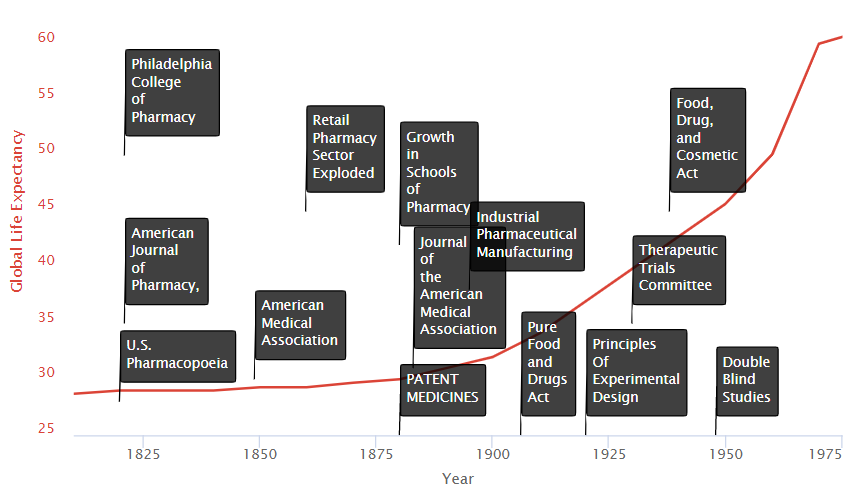 60
55
50
45
40
35
30
25
Global Life Expectancy
Philadelphia
College
of
Pharmacy
Retail
Pharmacy
Sector
Exploded
Growth
in
Schools
of
Pharmacy
Food,
Drug,
and
Cosmetic
Act
American
Journal
of
Pharmacy,
Industrial
Pharmaceutical
Manufacturing
Journal
of
the
American
Medical
Association
Therapeutic
Trials
Committee
American
Medical
Association
U.S.
Pharmacopoeia
PATENT
MEDICINES
Pure
Food
and
Drugs
Act
Principles
Of
Experimental
Design
Double
Blind
Studies
1825
1850
1875
1900
1925
1950
1975
Year